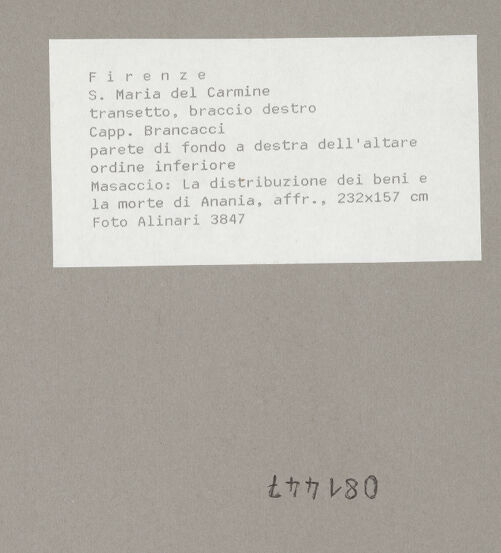 F i r e n z e
S. Maria del Carmine
transetto, braccio destro
Capp. Brancacci
parete di fondo a destra dell'altare
ordine inferiore
Masaccio: La distribuzione dei beni e
la morte di Anania, affr., 232x157 cm
Foto Alinari 3847
081447